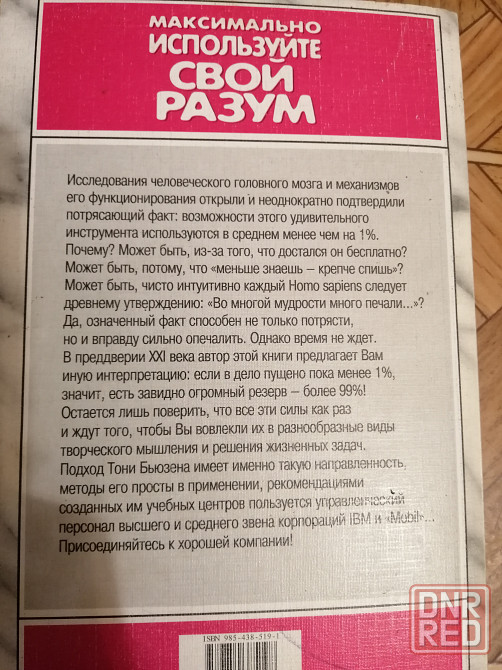 МАКСИМАЛЬНО
ИСПОЛЬЗУЙТЕ
СВОЙ
РАЗУМ
Исследования человеческого головного мозга и механизмов
его функционирования открыли и неоднократно подтвердили
потрясающий факт: возможности этого удивительного
инструмента используются в среднем менее чем на 1%.
Почему? Может быть, из-за того, что достался он бесплатно?
Может быть, потому, что «меньше знаешь – крепче спишь»?
Может быть, чисто интуитивно каждый Homo sapiens следует
древнему утверждению: «Во многой мудрости много печали...»?
Да, означенный факт способен не только потрясти,
но и вправду сильно опечалить. Однако время не ждет.
В преддверии XXI века автор этой книги предлагает Вам
иную интерпретацию: если в дело пущено пока менее 1%,
значит, есть завидно огромный резерв – более 99%!
Остается лишь поверить, что все эти силы как раз
и ждут того, чтобы Вы вовлекли их в разнообразные виды
творческого мышления и решения жизненных задач.
Подход Тони Бьюзена имеет именно такую направленность,
методы его просты в применении, рекомендациями
созданных им учебных центров пользуется управленческий
персонал высшего и среднего звена корпораций IBM и «Mobil»...
Присоединяйтесь к хорошей компании!
ISBN 985-438-519-1
DNR
RED